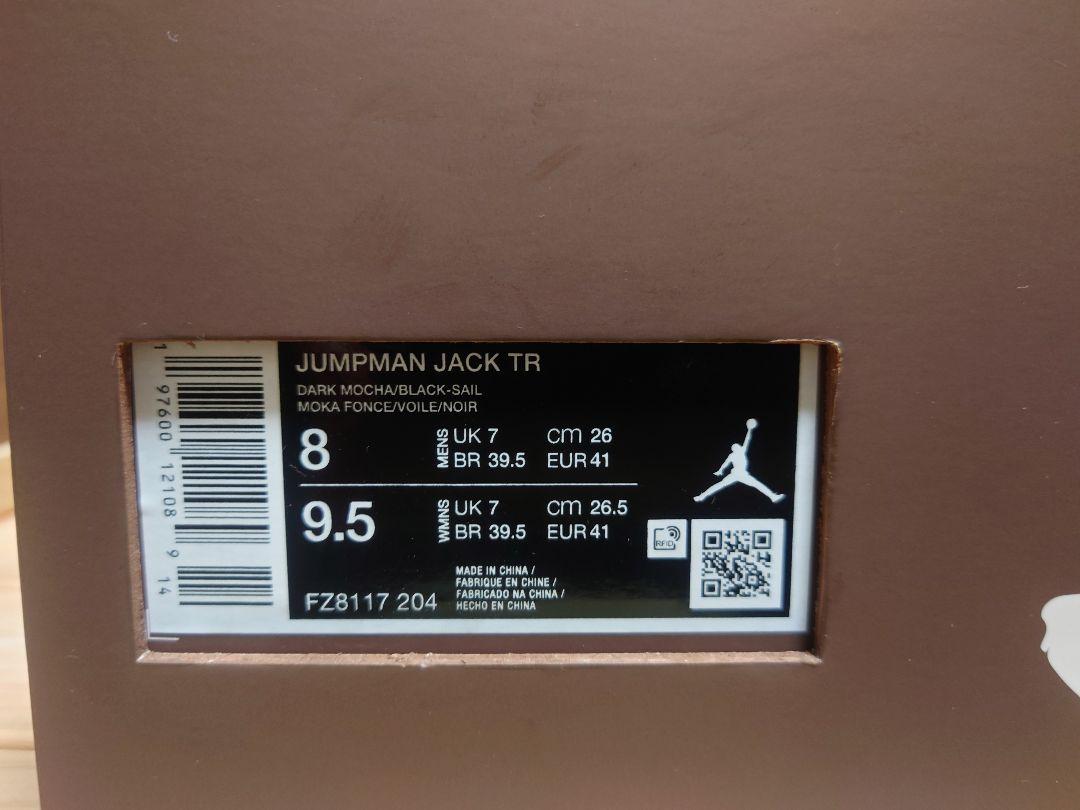 JUMPMAN JACK TR
DARK MOCHA/BLACK-SAIL
MOKA FONCE/VOILE/NOIR
8 MENS UK 7 cm 26
BR 39.5 EUR 41
9.5 WMNS UK 7 cm 26.5
BR 39.5 EUR 41
MADE IN CHINA /
FABRIQUE EN CHINE /
FABRICADO NA CHINA /
HECHO EN CHINA
FZ8117 204
RFID
1 97600 12108 9 14